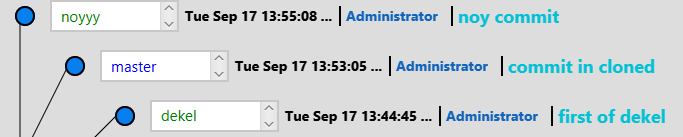 noyyy Tue Sep 17 13:55:08 ... Administrator noy commit
master Tue Sep 17 13:53:05 ... Administrator commit in cloned
dekel Tue Sep 17 13:44:45 ... Administrator first of dekel